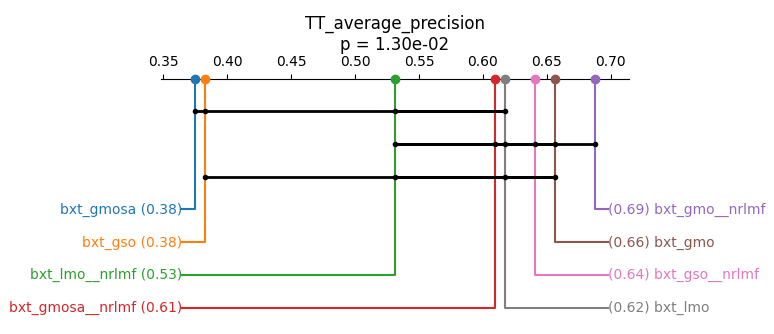 TT_average_precision
p = 1.30e-02
0.35 0.40 0.45 0.50 0.55 0.60 0.65 0.70
bxt_gmosa (0.38) (0.69) bxt_gmo__nrlmf
bxt_gso (0.38) (0.66) bxt_gmo
bxt_lmo__nrlmf (0.53) (0.64) bxt_gso__nrlmf
bxt_gmosa__nrlmf (0.61) (0.62) bxt_lmo